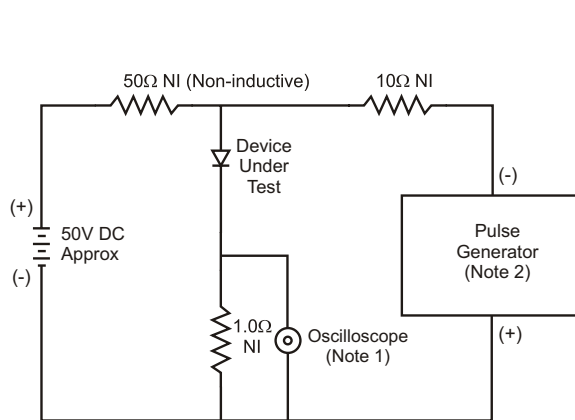 50Ω NI (Non-inductive)
10Ω NI
Device
Under
Test
(-)
(+)
50V DC
Approx
(-)
Pulse
Generator
(Note 2)
1.0Ω
NI
Oscilloscope
(Note 1)
(+)